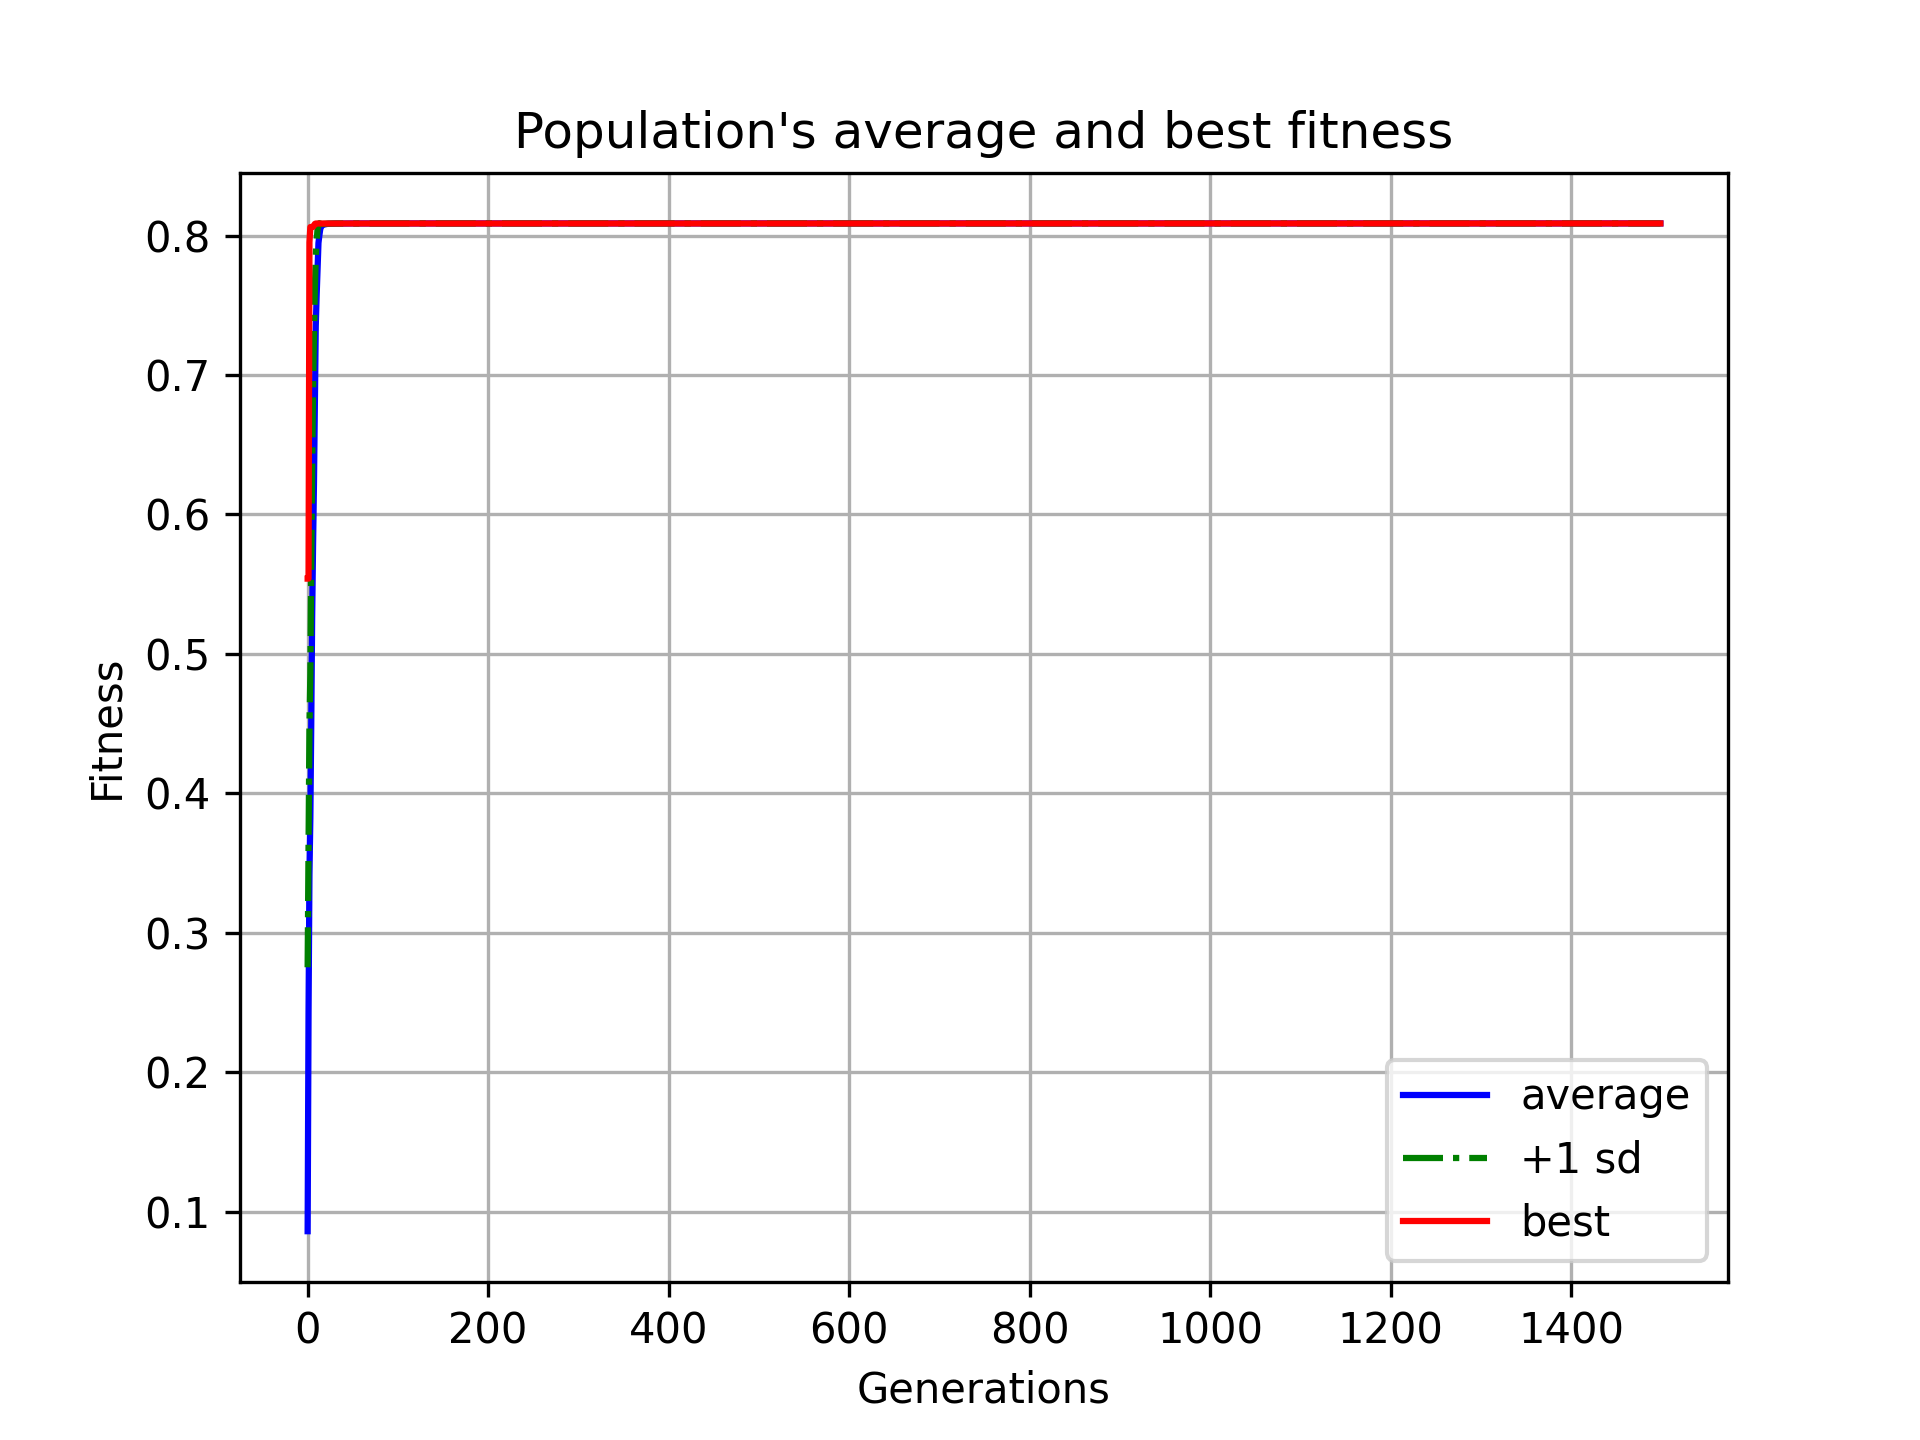 Population's average and best fitness
Fitness
0.8
0.7
0.6
0.5
0.4
0.3
0.2
0.1
average
+1 sd
best
0 200 400 600 800 1000 1200 1400
Generations